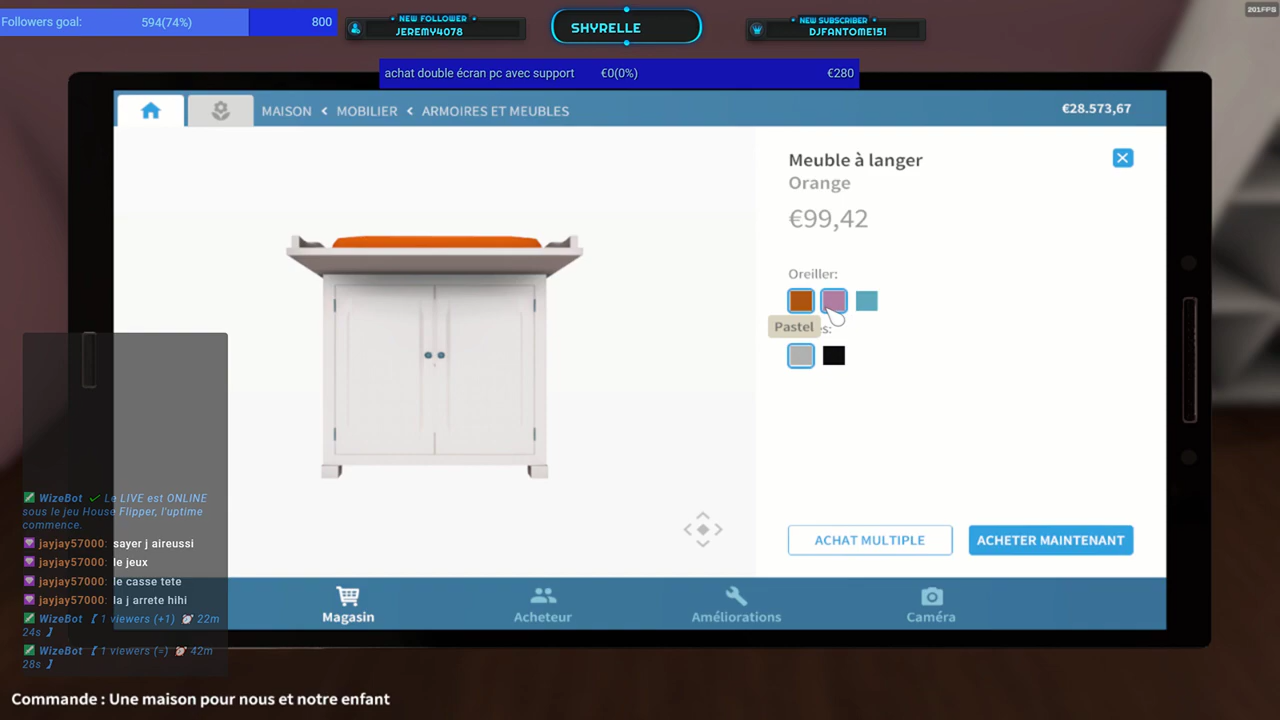 Followers goal: 594(74%) 800
NEW FOLLOWER
JEREMY4078
SHYRELLE
NEW SUBSCRIBER
DJFANTOME151
201FPS
achat double écran pc avec support €0(0%) €280
MAISON < MOBILIER < ARMOIRES ET MEUBLES
€28.573,67
Meuble à langer
Orange
€99,42
Oreiller:
Pastel
s:
ACHAT MULTIPLE
ACHETER MAINTENANT
Magasin
Acheteur
Améliorations
Caméra
WizeBot Le LIVE est ONLINE
sous le jeu House Flipper, l'uptime
commence.
jayjay57000: sayer j aireussi
jayjay57000: le jeux
jayjay57000: le casse tete
jayjay57000: la j arrete hihi
WizeBot 【 1 viewers (+1) 22m
24s 】
WizeBot 【 1 viewers (=) 42m
28s 】
Commande : Une maison pour nous et notre enfant